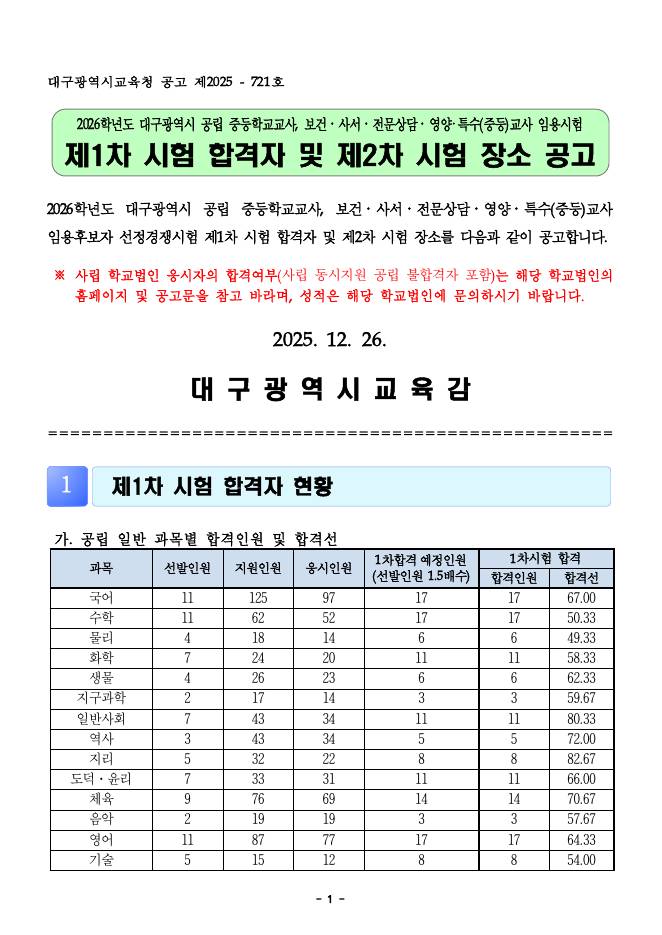 대구광역시교육청 공고 제2025 - 721호
2026학년도 대구광역시 공립 중등학교교사, 보건·사서·전문상담·영양·특수(중등)교사 임용시험
제1차 시험 합격자 및 제2차 시험 장소 공고
2026학년도 대구광역시 공립 중등학교교사, 보건·사서·전문상담·영양·특수(중등)교사
임용후보자 선정경쟁시험 제1차 시험 합격자 및 제2차 시험 장소를 다음과 같이 공고합니다.
※ 사립 학교법인 응시자의 합격여부(사립 동시지원 공립 불합격자 포함)는 해당 학교법인의
홈페이지 및 공고문을 참고 바라며, 성적은 해당 학교법인에 문의하시기 바랍니다.
2025. 12. 26.
대 구 광 역 시 교 육 감
==================================================
1 제1차 시험 합격자 현황
가. 공립 일반 과목별 합격인원 및 합격선
과목 선발인원 지원인원 응시인원 1차합격 예정인원 (선발인원 1.5배수) 1차시험 합격
합격인원 합격선
국어 11 125 97 17 17 67.00
수학 11 62 52 17 17 50.33
물리 4 18 14 6 6 49.33
화학 7 24 20 11 11 58.33
생물 4 26 23 6 6 62.33
지구과학 2 17 14 3 3 59.67
일반사회 7 43 34 11 11 80.33
역사 3 43 34 5 5 72.00
지리 5 32 22 8 8 82.67
도덕·윤리 7 33 31 11 11 66.00
체육 9 76 69 14 14 70.67
음악 2 19 19 3 3 57.67
영어 11 87 77 17 17 64.33
기술 5 15 12 8 8 54.00
- 1 -